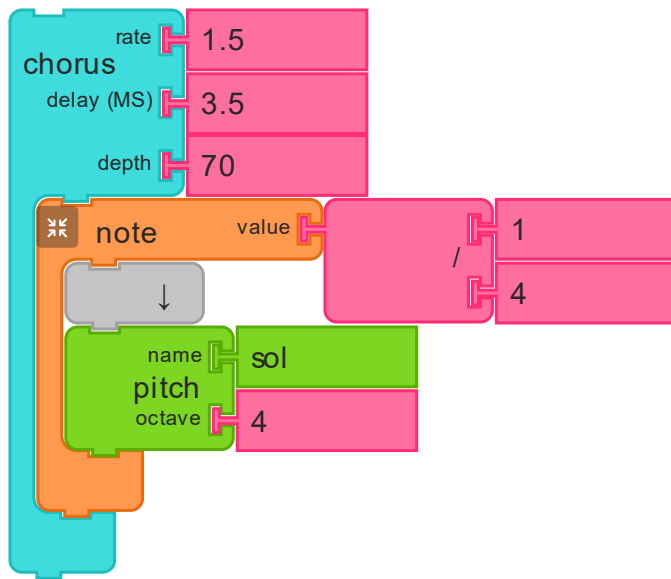 rate 1.5
chorus
delay (MS) 3.5
depth 70
note value 1
/
4
↓
name sol
pitch
octave 4